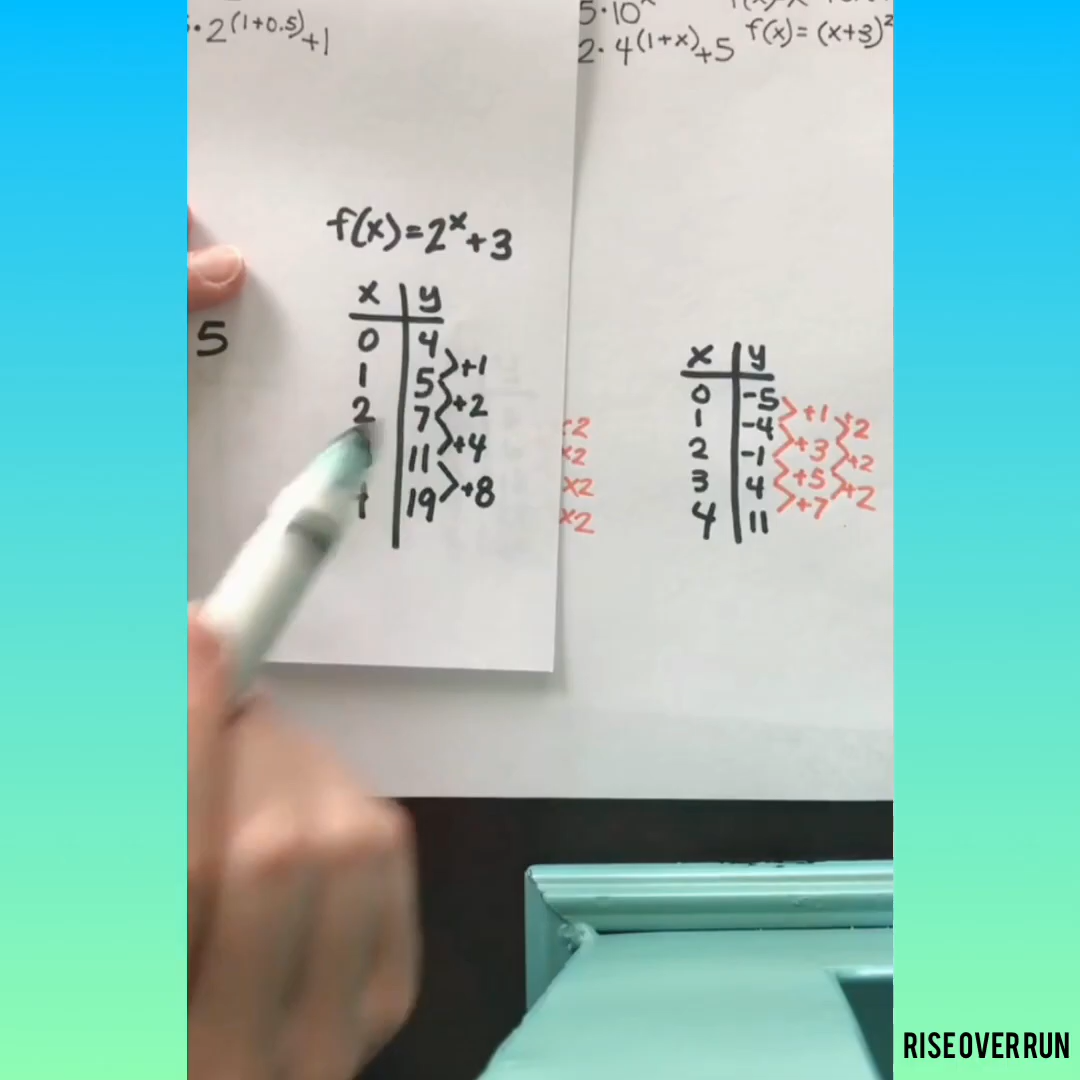 · 2^(1+0.5) +1
5·10^x
2·4^(1+x) +5
f(x)= (x+3)²
f(x)=2^x+3
x y
0 4
1 5
2 7
11
19
+1
+2
+4
+8
5
x2
x2
x2
x y
0 -5
1 -4
2 -1
3 4
4 11
+1
+3
+5
+7
+2
+2
+2
RISE OVER RUN